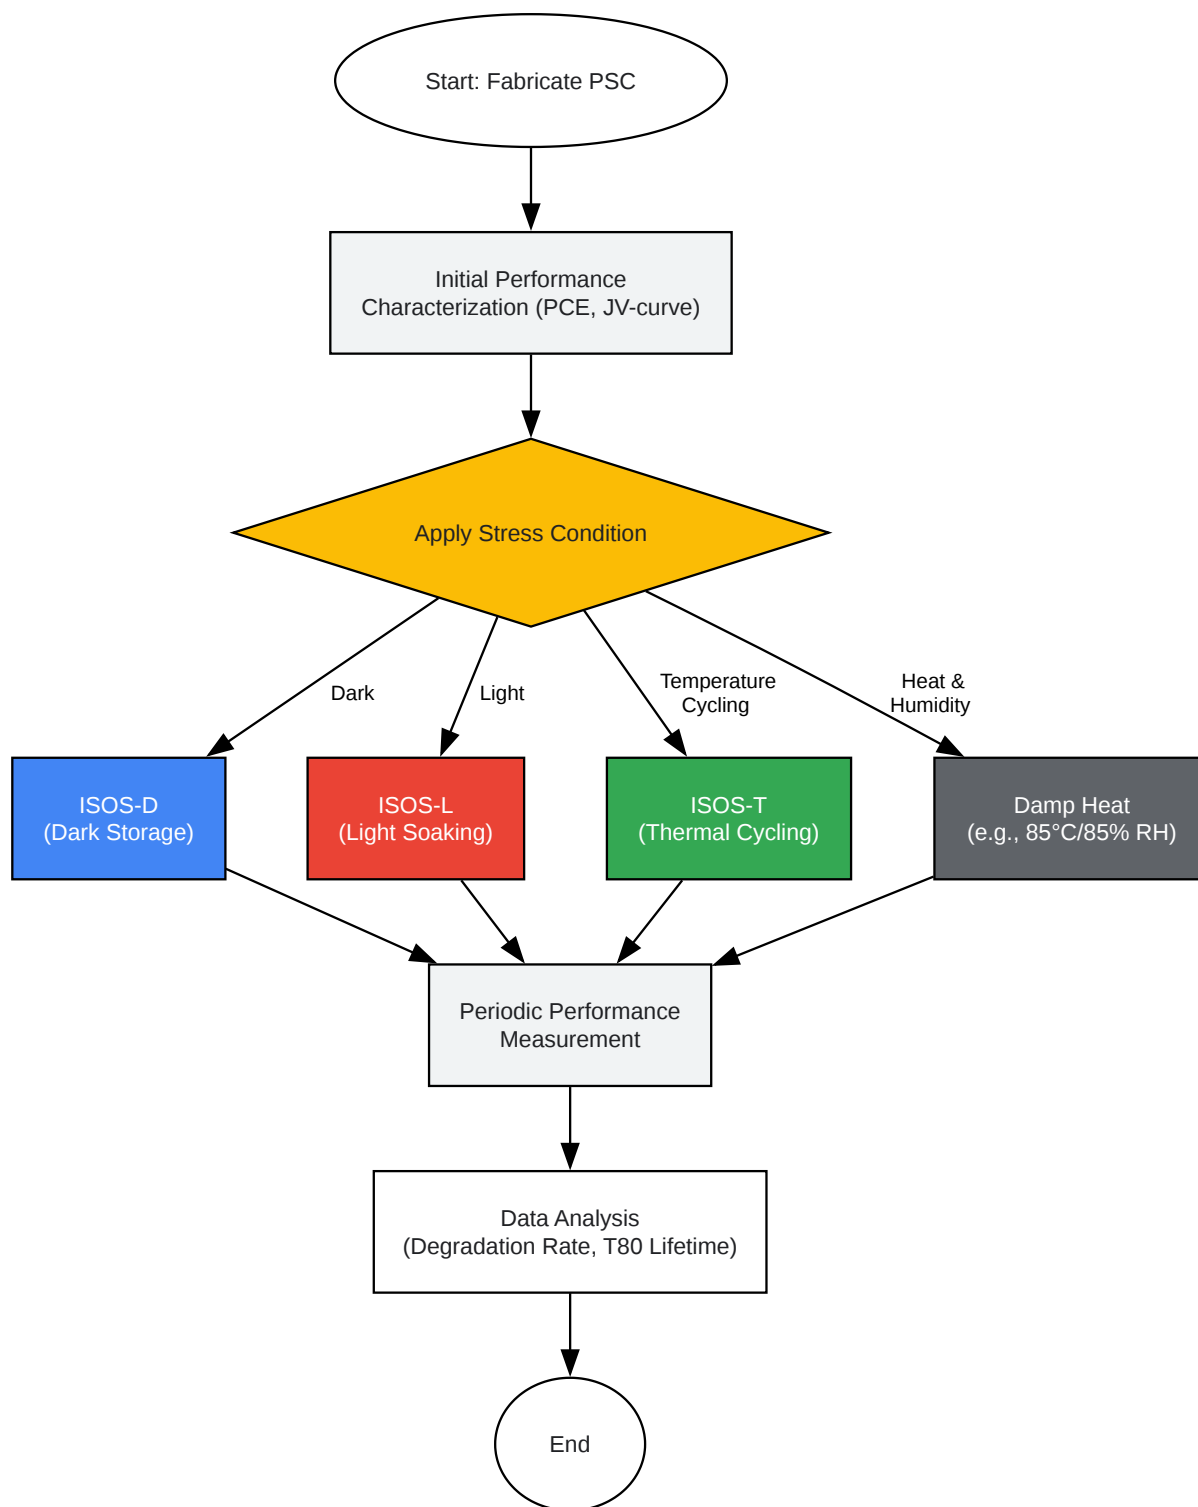 Start: Fabricate PSC
Initial Performance
Characterization (PCE, JV-curve)
Apply Stress Condition
Dark
Light
Temperature
Cycling
Heat &
Humidity
ISOS-D
(Dark Storage)
ISOS-L
(Light Soaking)
ISOS-T
(Thermal Cycling)
Damp Heat
(e.g., 85°C/85% RH)
Periodic Performance
Measurement
Data Analysis
(Degradation Rate, T80 Lifetime)
End